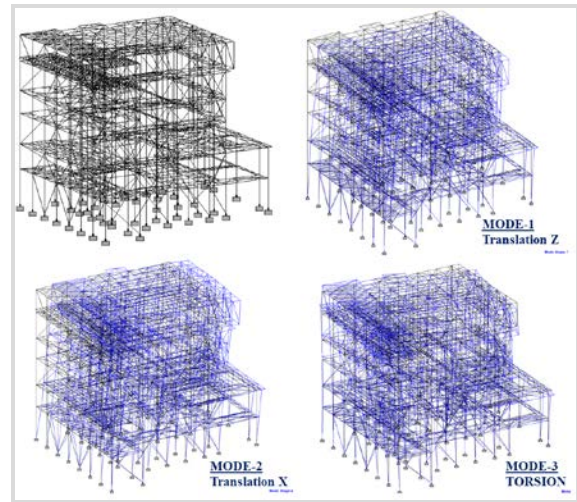 MODE-1
Translation Z
MODE-2
Translation X
MODE-3
TORSION